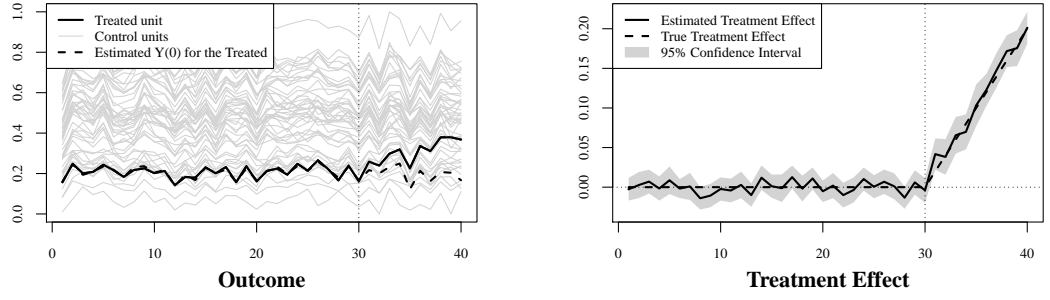 Treated unit
Control units
Estimated Y(0) for the Treated
0.0
0.2
0.4
0.6
0.8
1.0
0
10
20
30
40
Outcome
Estimated Treatment Effect
True Treatment Effect
95% Confidence Interval
0.00
0.05
0.10
0.15
0.20
0
10
20
30
40
Treatment Effect